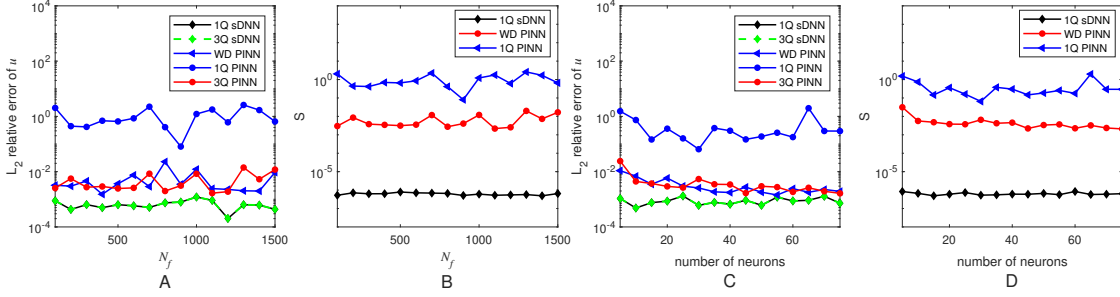 10^4
10^2
10^0
10^-2
10^-4
L2 relative error of u
1Q sDNN
3Q sDNN
WD PINN
1Q PINN
3Q PINN
500
1000
1500
N_f
A
10^0
10^-5
S
1Q sDNN
WD PINN
1Q PINN
500
1000
1500
N_f
B
10^4
10^2
10^0
10^-2
10^-4
L2 relative error of u
1Q sDNN
3Q sDNN
WD PINN
1Q PINN
3Q PINN
20
40
60
number of neurons
C
10^0
10^-5
S
1Q sDNN
WD PINN
1Q PINN
20
40
60
number of neurons
D